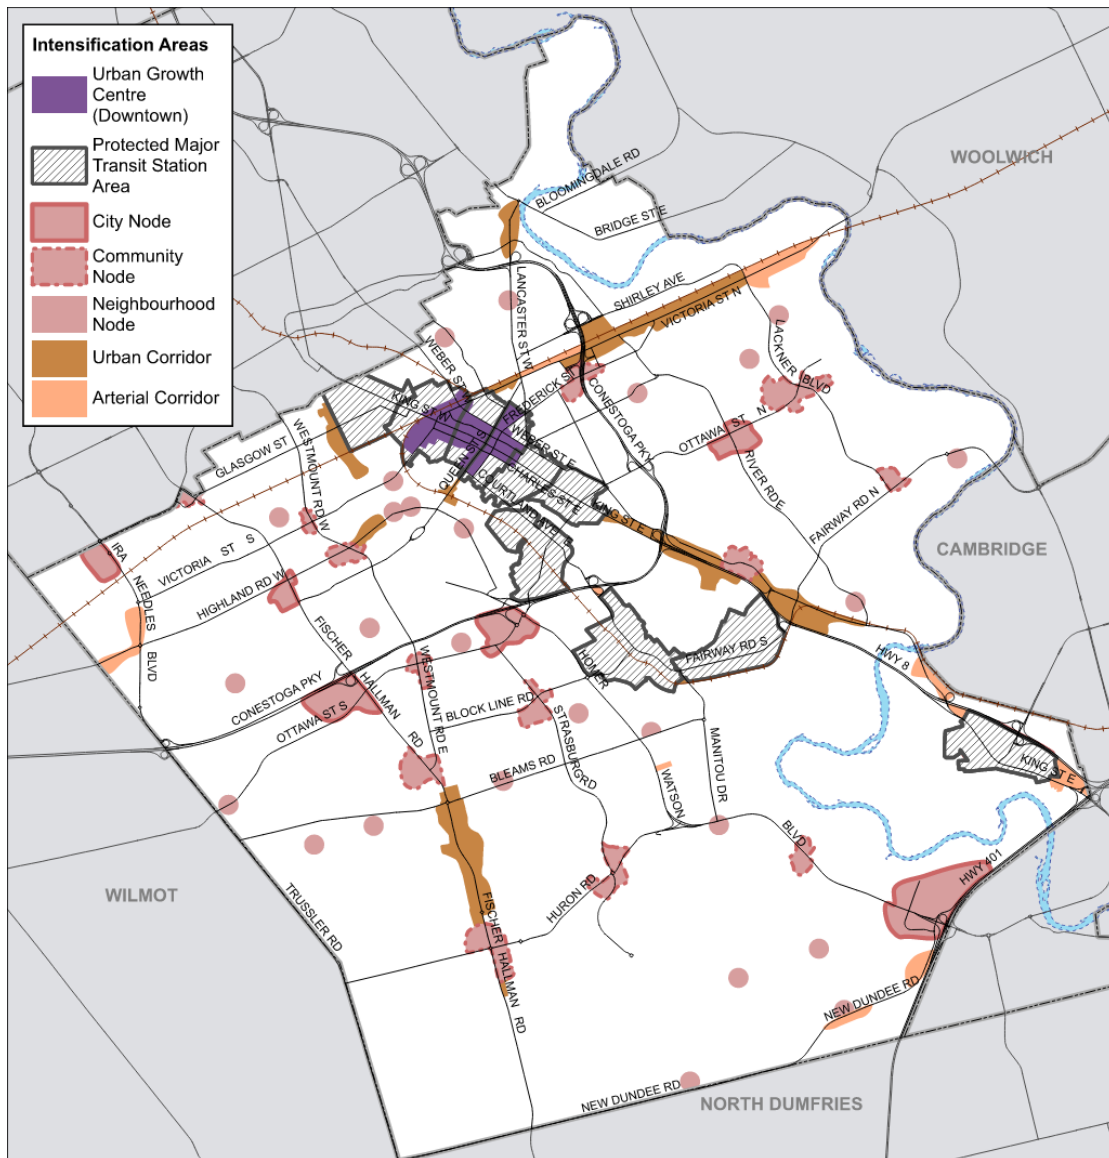 Intensification Areas
Urban Growth
Centre
(Downtown)
Protected Major
Transit Station
Area
City Node
Community
Node
Neighbourhood
Node
Urban Corridor
Arterial Corridor
WOOLWICH
BLOOMINGDALE RD
BRIDGE ST E
LANCASTER ST W
SHIRLEY AVE
VICTORIA ST N
WEBER ST W
FREDERICK ST
CONESTOGA PKY
LACKNER BLVD
KING ST W
GLASGOW ST
WESTMOUNT RD W
QUEEN ST S
WEBER ST E
CHARLES ST E
COURTLAND AVE E
KING ST E
OTTAWA ST N
RIVER RD E
FAIRWAY RD N
CAMBRIDGE
IRA NEEDLES BLVD
VICTORIA ST S
HIGHLAND RD W
FISCHER HALLMAN RD
CONESTOGA PKY
OTTAWA ST S
WESTMOUNT RD E
BLOCK LINE RD
STRASBURG RD
HOMER WATSON BLVD
FAIRWAY RD S
HWY 8
MANITOU DR
BLEAMS RD
KING ST E
HWY 401
WILMOT
TRUSSLER RD
HURON RD
FISCHER HALLMAN RD
NEW DUNDEE RD
NEW DUNDEE RD
NORTH DUMFRIES